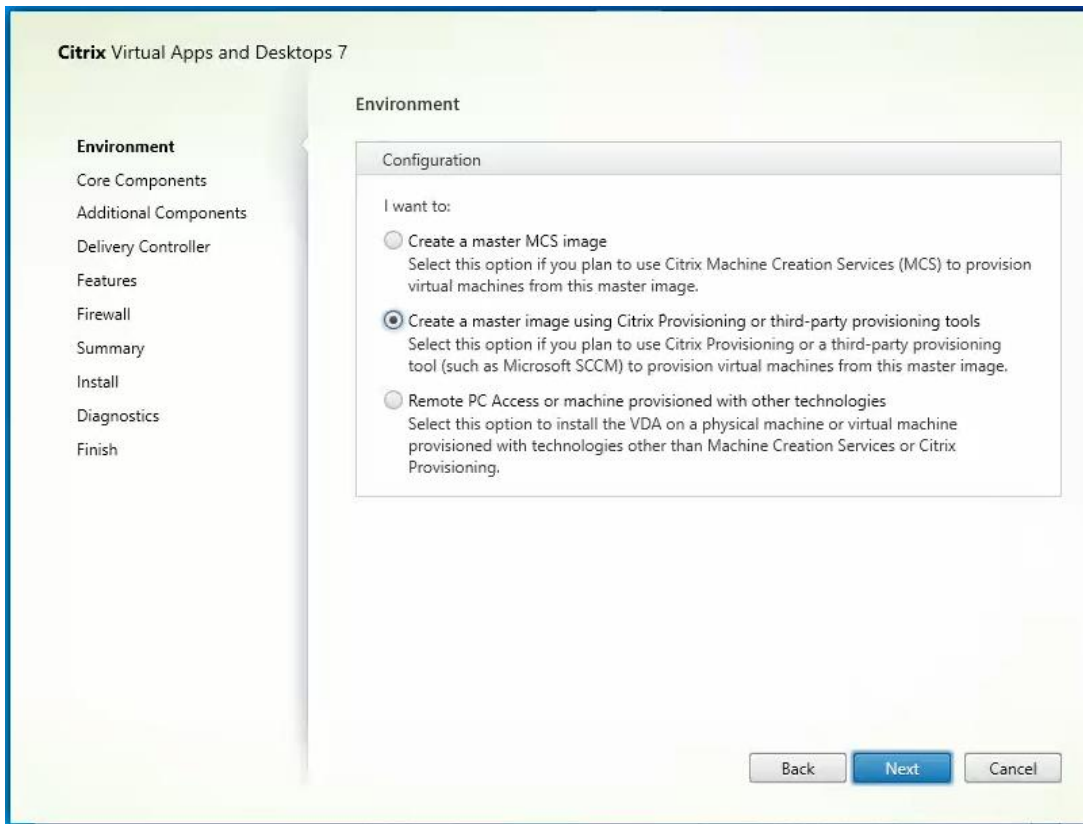 Citrix Virtual Apps and Desktops 7
Environment
Core Components
Additional Components
Delivery Controller
Features
Firewall
Summary
Install
Diagnostics
Finish
Environment
Configuration
I want to:
Create a master MCS image
Select this option if you plan to use Citrix Machine Creation Services (MCS) to provision
virtual machines from this master image.
Create a master image using Citrix Provisioning or third-party provisioning tools
Select this option if you plan to use Citrix Provisioning or a third-party provisioning
tool (such as Microsoft SCCM) to provision virtual machines from this master image.
Remote PC Access or machine provisioned with other technologies
Select this option to install the VDA on a physical machine or virtual machine
provisioned with technologies other than Machine Creation Services or Citrix
Provisioning.
Back
Next
Cancel